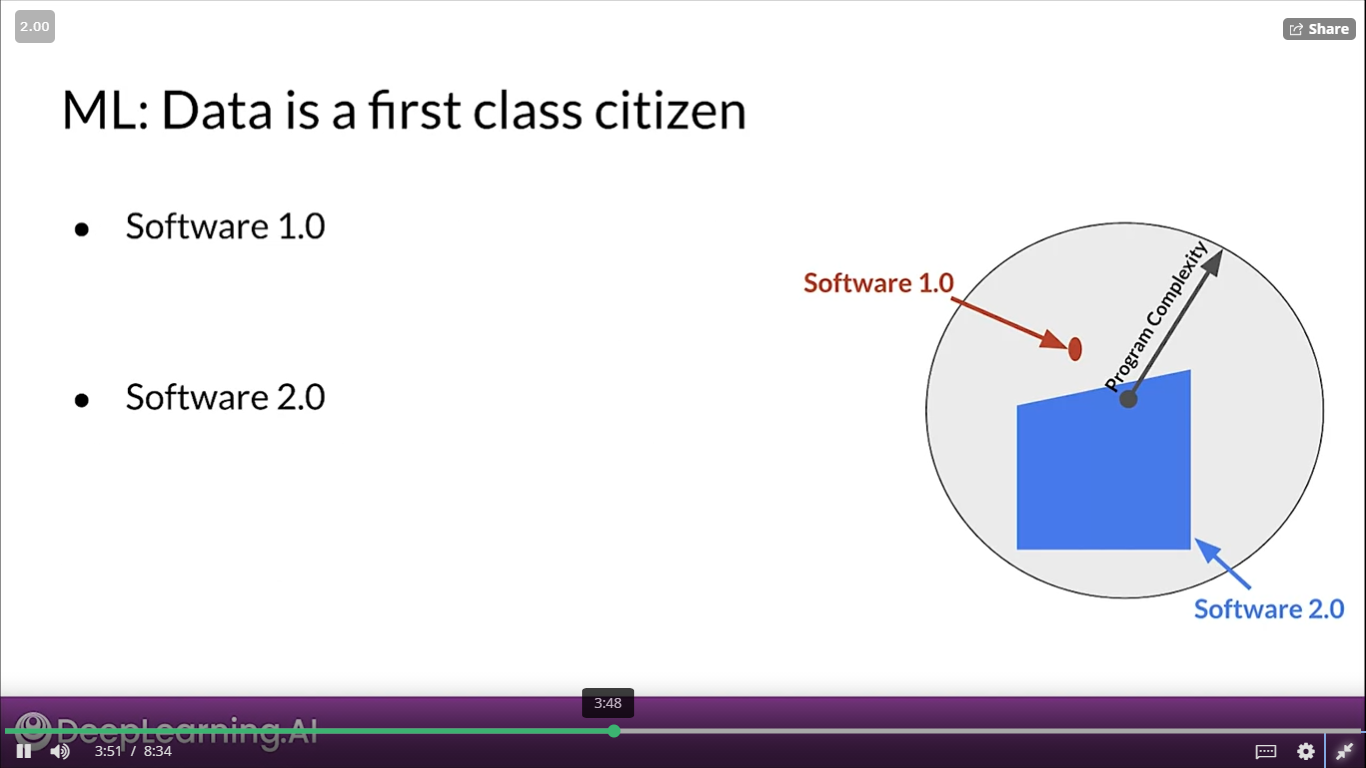 2.00
Share
ML: Data is a first class citizen
● Software 1.0
● Software 2.0
Software 1.0
Program Complexity
Software 2.0
3:48
DeepLearning.AI
3:51 / 8:34